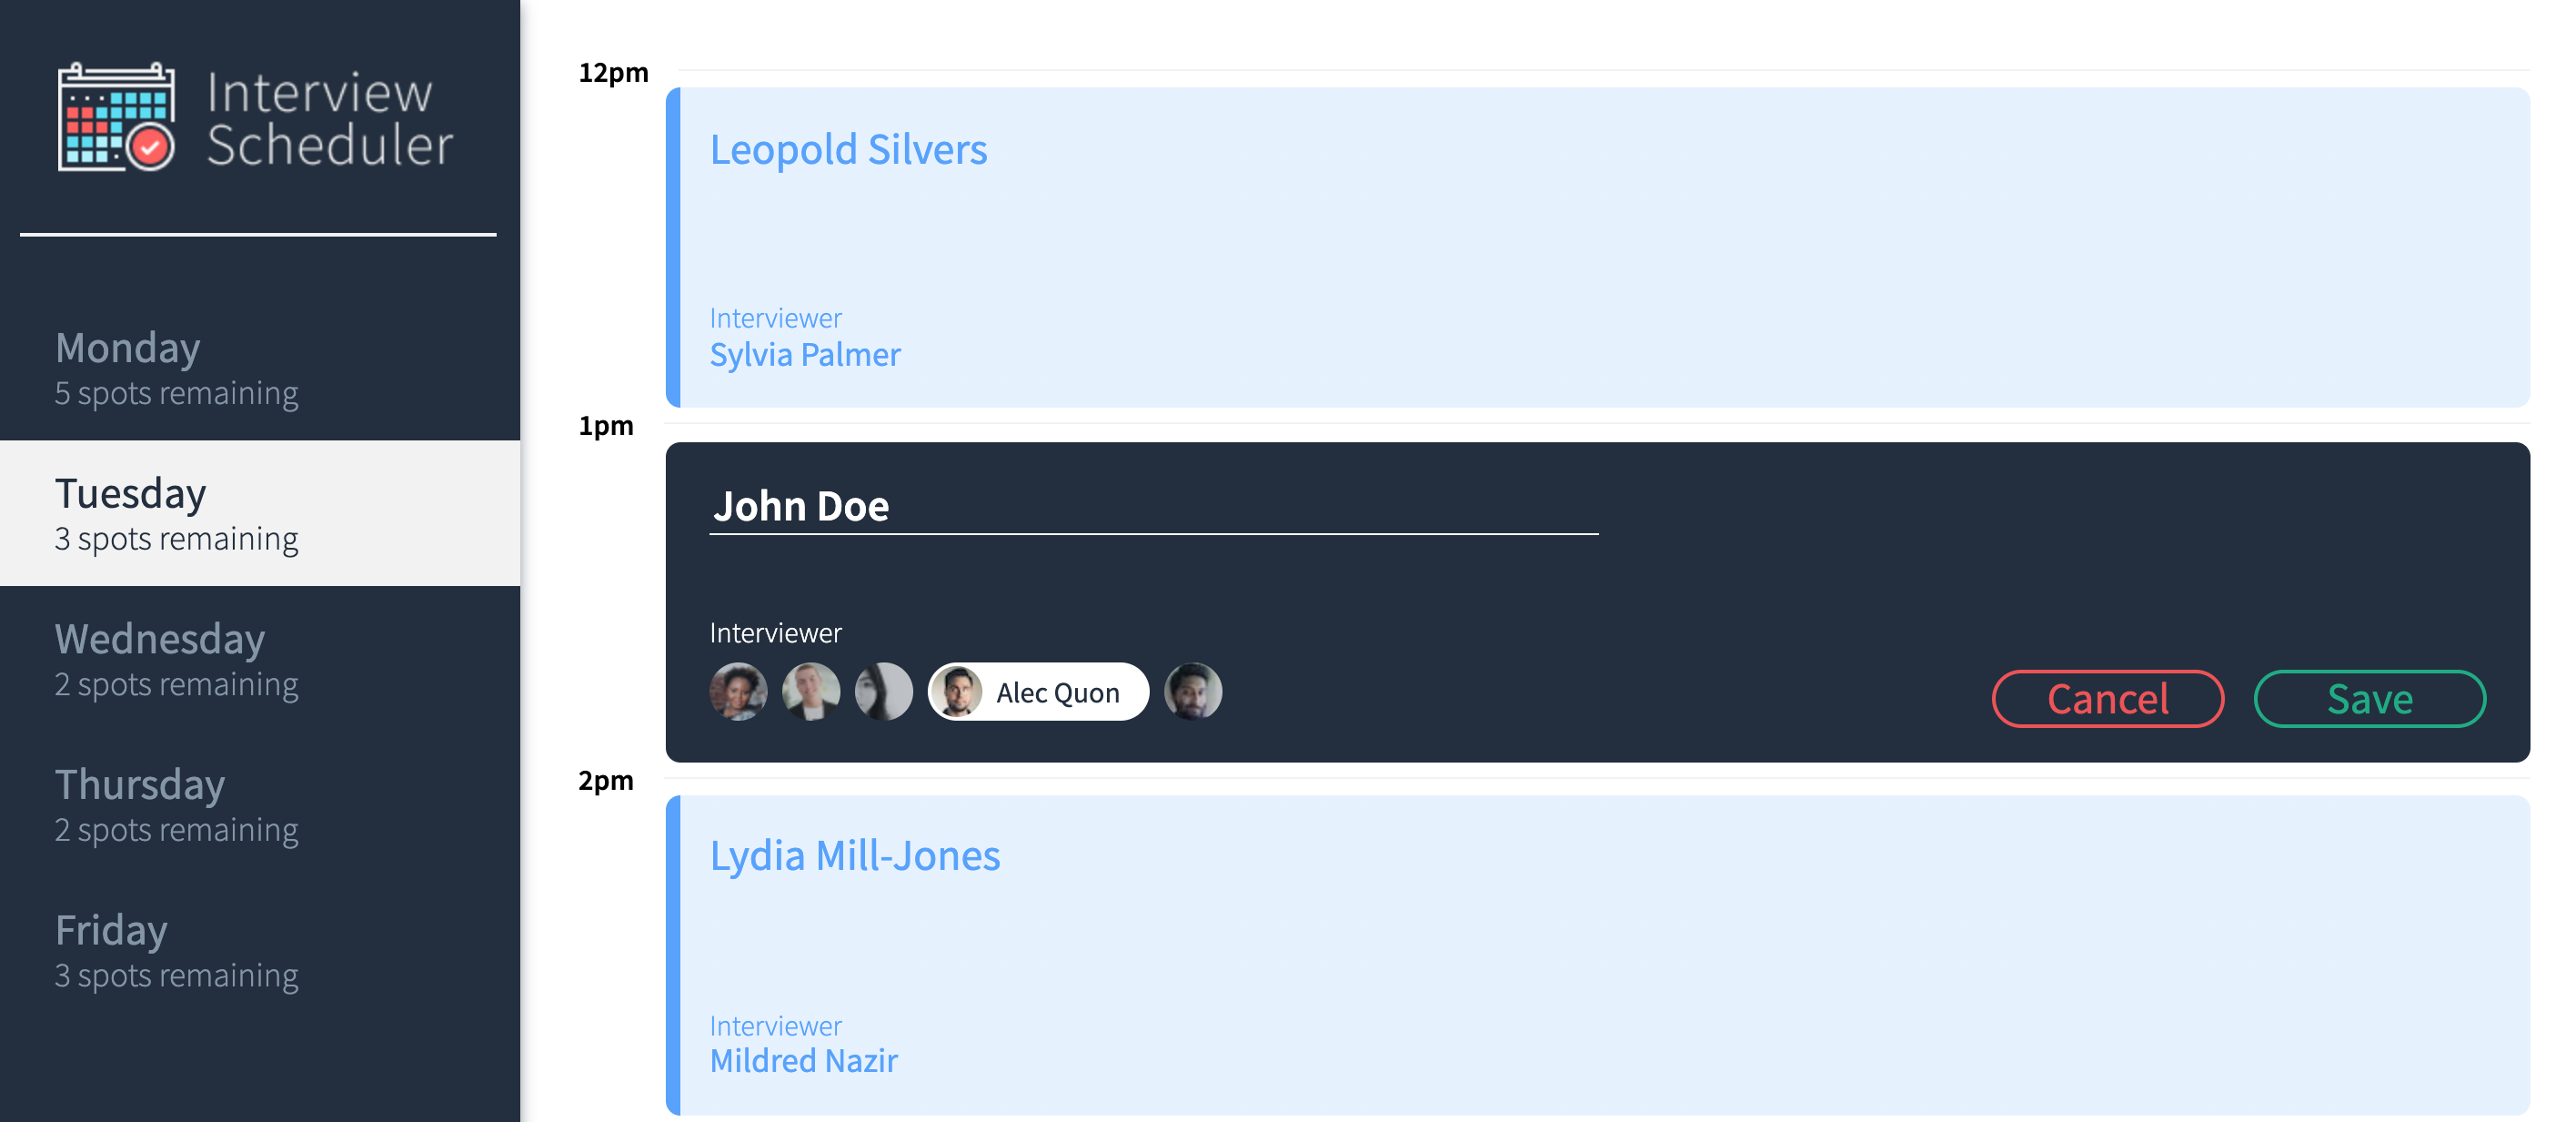 Interview
Scheduler
Monday
5 spots remaining
Tuesday
3 spots remaining
Wednesday
2 spots remaining
Thursday
2 spots remaining
Friday
3 spots remaining
12pm
Leopold Silvers
Interviewer
Sylvia Palmer
1pm
John Doe
Interviewer
Alec Quon
Cancel
Save
2pm
Lydia Mill-Jones
Interviewer
Mildred Nazir